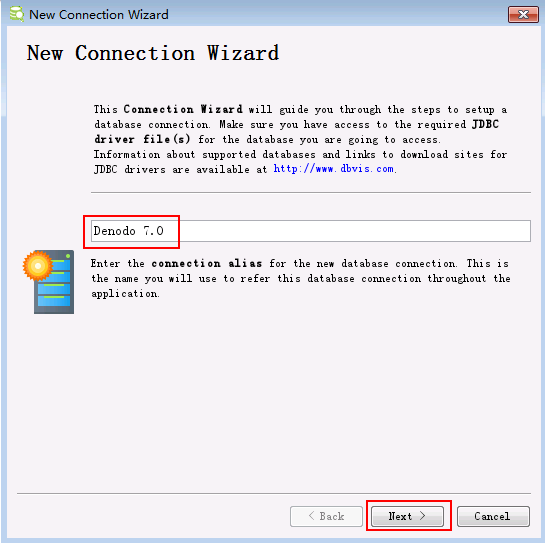 New Connection Wizard
New Connection Wizard
This Connection Wizard will guide you through the steps to setup a
database connection. Make sure you have access to the required JDBC
driver file(s) for the database you are going to access.
Information about supported databases and links to download sites for
JDBC drivers are available at http://www.dbvis.com.
Denodo 7.0
Enter the connection alias for the new database connection. This is
the name you will use to refer this database connection throughout the
application.
< Back Next > Cancel